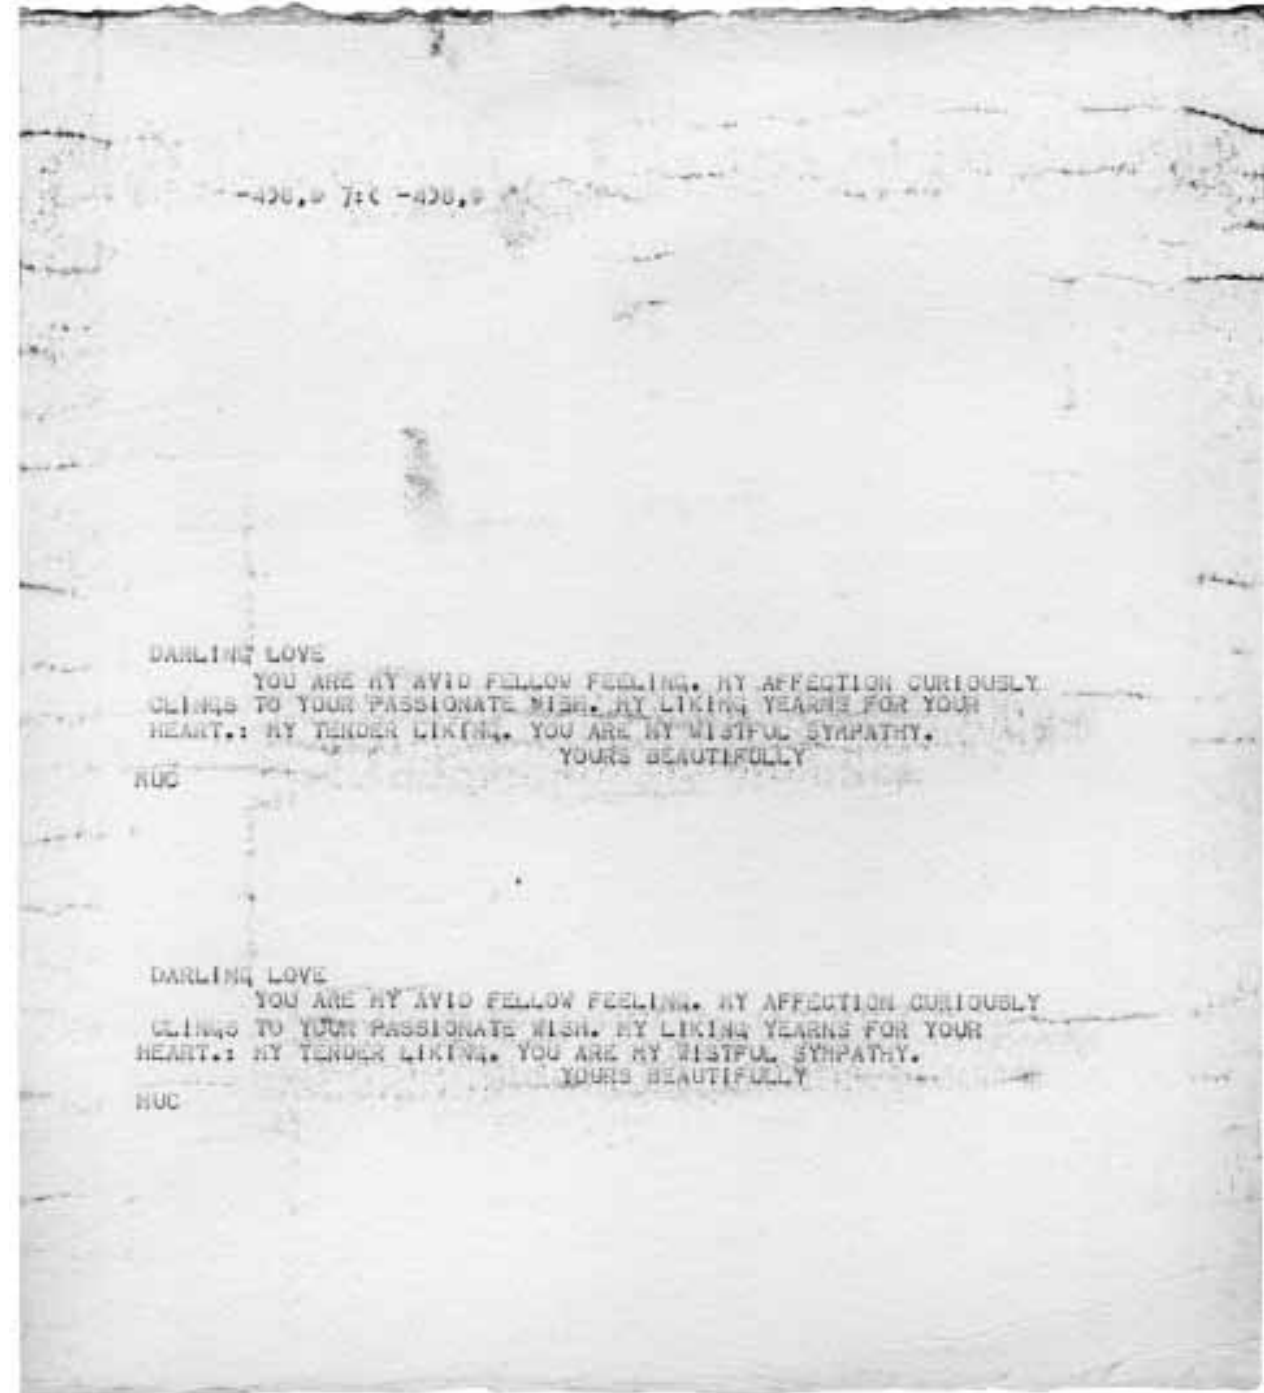 DARLING LOVE
YOU ARE MY AVID FELLOW FEELING. MY AFFECTION CURIOUSLY
CLINGS TO YOUR PASSIONATE WISH. MY LIKING YEARNS FOR YOUR
HEART.: MY TENDER LIKING. YOU ARE MY WISTFUL SYMPATHY.
YOURS BEAUTIFULLY
MUC
DARLING LOVE
YOU ARE MY AVID FELLOW FEELING. MY AFFECTION CURIOUSLY
CLINGS TO YOUR PASSIONATE WISH. MY LIKING YEARNS FOR YOUR
HEART.: MY TENDER LIKING. YOU ARE MY WISTFUL SYMPATHY.
YOURS BEAUTIFULLY
MUC